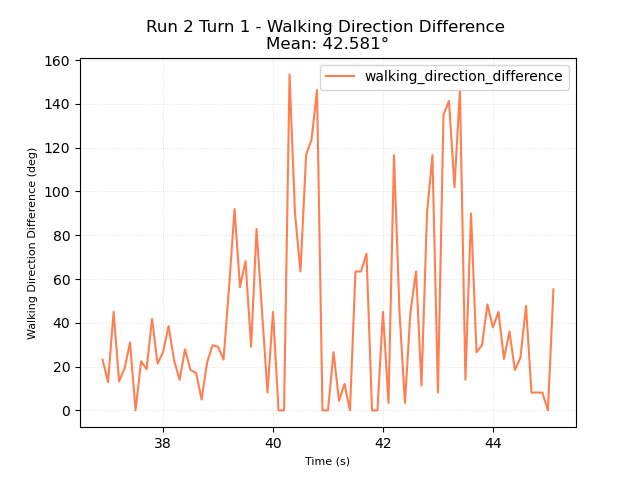 Run 2 Turn 1 - Walking Direction Difference
Mean: 42.581°
walking_direction_difference
Walking Direction Difference (deg)
160
140
120
100
80
60
40
20
0
38
40
42
44
Time (s)